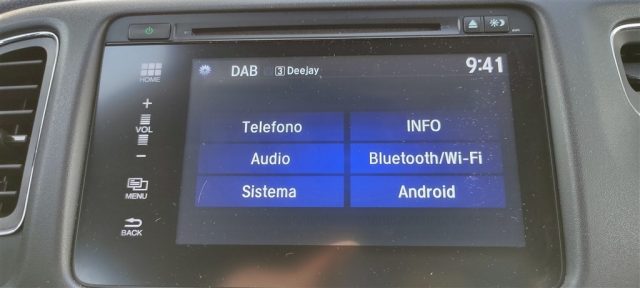 DAB 3 Deejay 9:41
HOME
+
VOL
-
MENU
BACK
Telefono INFO
Audio Bluetooth/Wi-Fi
Sistema Android